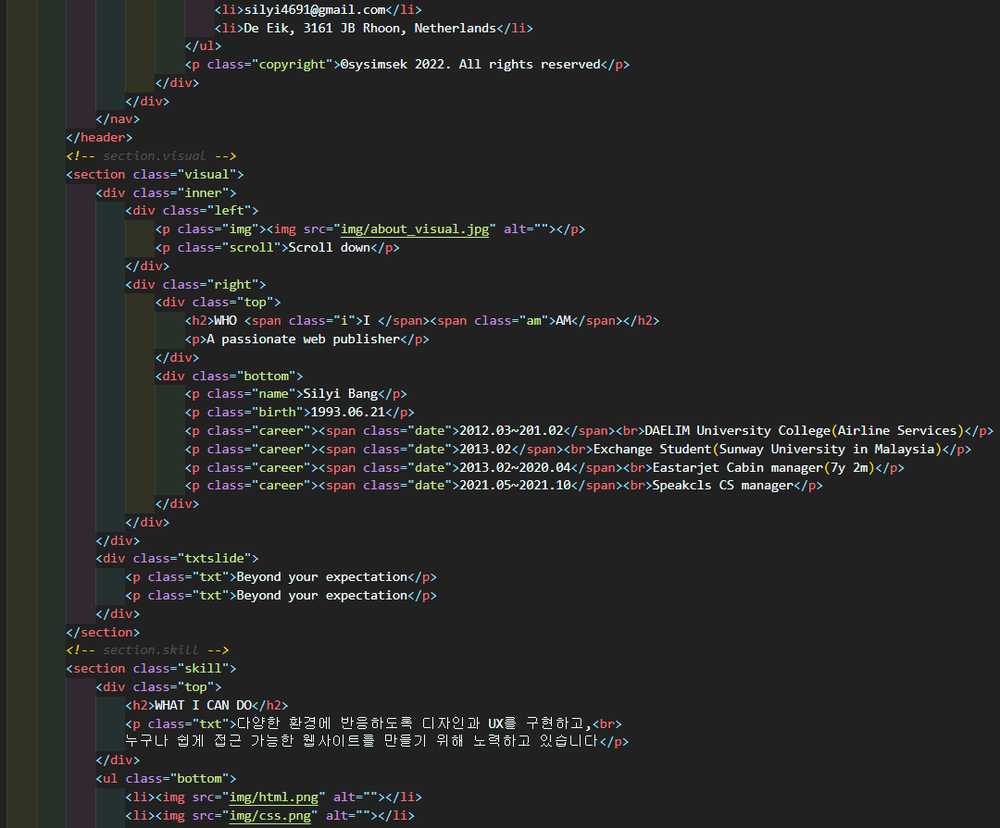 <li>silyi4691@gmail.com</li>
<li>De Eik, 3161 JB Rhoon, Netherlands</li>
</ul>
<p class="copyright">©sysimsek 2022. All rights reserved</p>
</div>
</div>
</nav>
</header>
<!-- section.visual -->
<section class="visual">
<div class="inner">
<div class="left">
<p class="img"><img src="img/about_visual.jpg" alt=""></p>
<p class="scroll">Scroll down</p>
</div>
<div class="right">
<div class="top">
<h2>WHO <span class="i">I </span><span class="am">AM</span></h2>
<p>A passionate web publisher</p>
</div>
<div class="bottom">
<p class="name">Silyi Bang</p>
<p class="birth">1993.06.21</p>
<p class="career"><span class="date">2012.03~201.02</span><br>DAELIM University College(Airline Services)</p>
<p class="career"><span class="date">2013.02</span><br>Exchange Student(Sunway University in Malaysia)</p>
<p class="career"><span class="date">2013.02~2020.04</span><br>Eastarjet Cabin manager(7y 2m)</p>
<p class="career"><span class="date">2021.05~2021.10</span><br>Speakcls CS manager</p>
</div>
</div>
</div>
<div class="txtslide">
<p class="txt">Beyond your expectation</p>
<p class="txt">Beyond your expectation</p>
</div>
</section>
<!-- section.skill -->
<section class="skill">
<div class="top">
<h2>WHAT I CAN DO</h2>
<p class="txt">다양한 환경에 반응하도록 디자인과 UX를 구현하고,<br>
누구나 쉽게 접근 가능한 웹사이트를 만들기 위해 노력하고 있습니다</p>
</div>
<ul class="bottom">
<li><img src="img/html.png" alt=""></li>
<li><img src="img/css.png" alt=""></li>